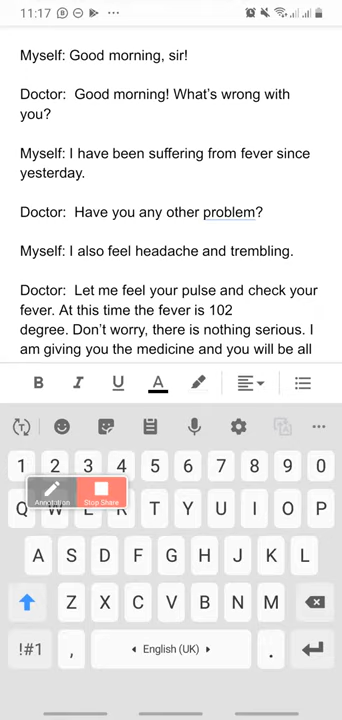 11:17
Myself: Good morning, sir!
Doctor:  Good morning! What's wrong with
you?
Myself: I have been suffering from fever since
yesterday.
Doctor:  Have you any other problem?
Myself: I also feel headache and trembling.
Doctor:  Let me feel your pulse and check your
fever. At this time the fever is 102
degree. Don't worry, there is nothing serious. I
am giving you the medicine and you will be all
B I U A
1 2 3 4 5 6 7 8 9 0
Annotation Stop Share
Q W E R T Y U I O P
A S D F G H J K L
Z X C V B N M
!#1 , English (UK) .